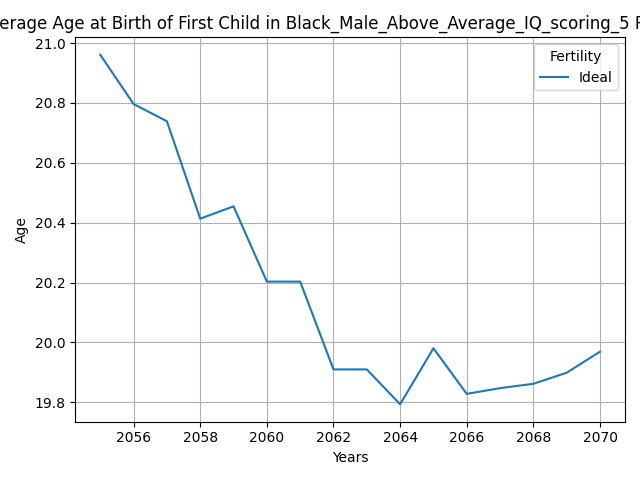 erage Age at Birth of First Child in Black_Male_Above_Average_IQ_scoring_5
Fertility
Ideal
21.0
20.8
20.6
20.4
20.2
20.0
19.8
Age
2056 2058 2060 2062 2064 2066 2068 2070
Years